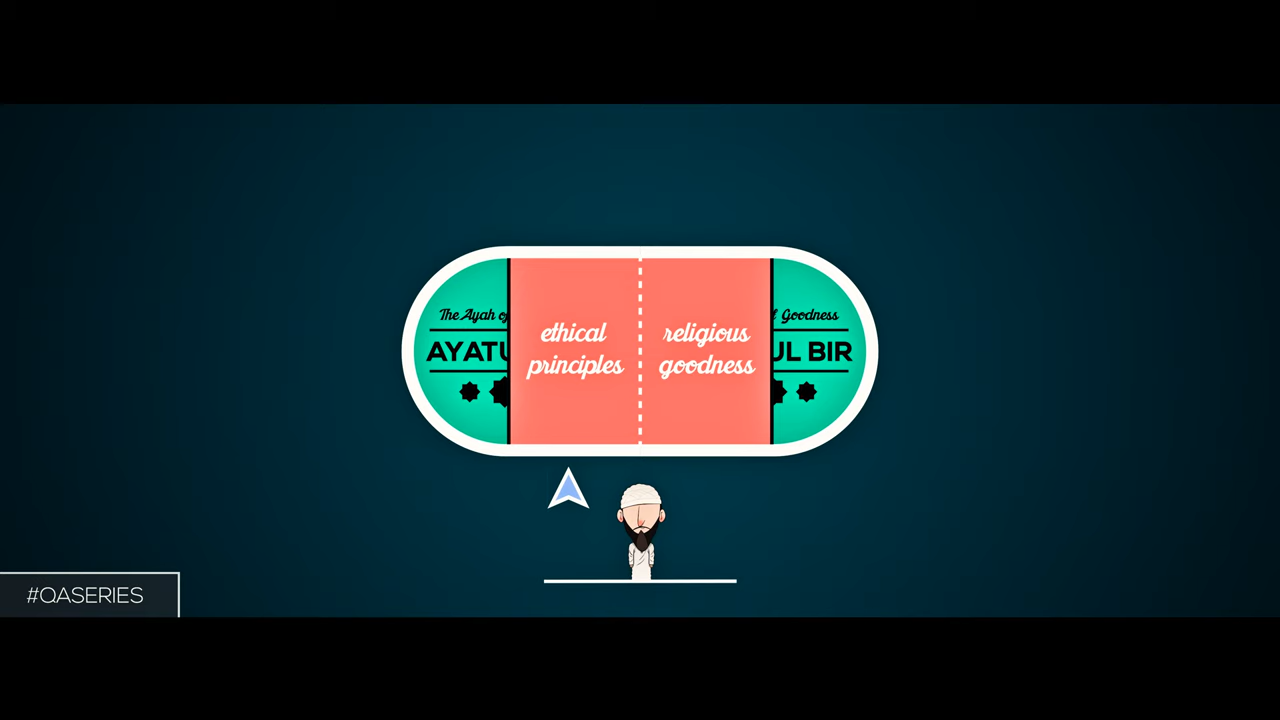 The Ayah of
AYATU
ethical
principles
religious
goodness
Goodness
UL BIR
#QASERIES